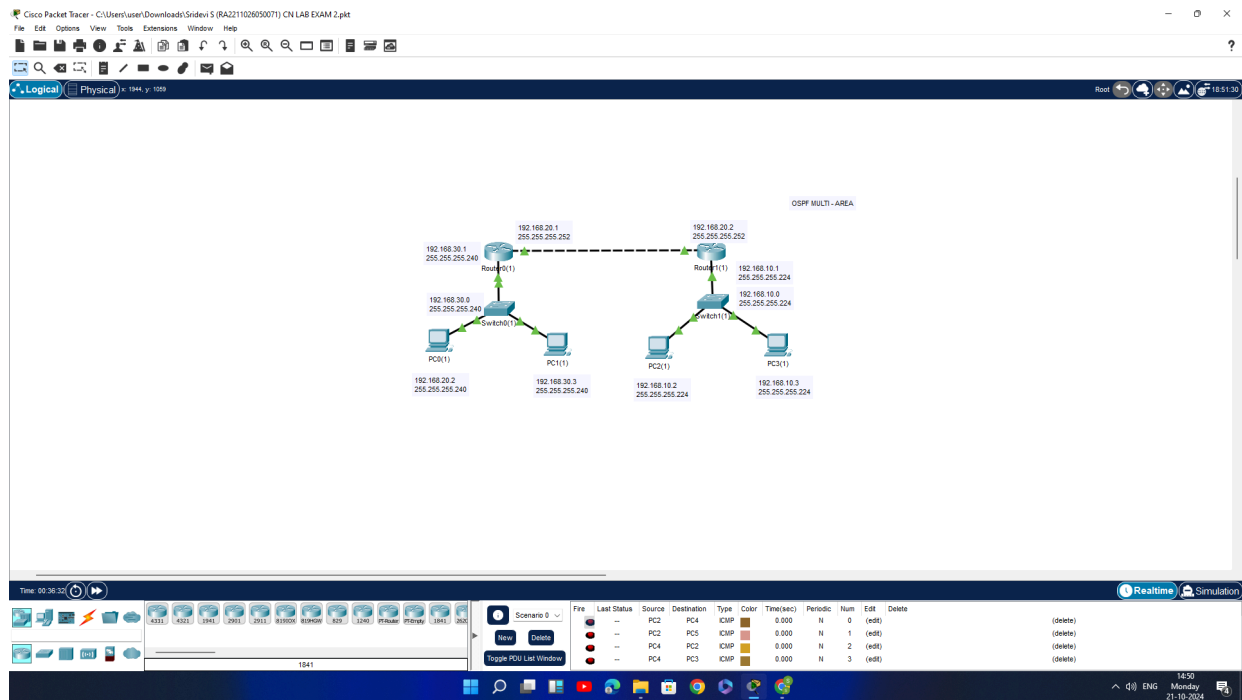 Cisco Packet Tracer - C:\Users\user\Downloads\Sridevi S (RA2211026050071) CN LAB EXAM 2.pkt
File Edit Options View Tools Extensions Window Help
?
Logical Physical x: 1944, y: 1059 Root 18:51:30
OSPF MULTI - AREA
192.168.20.1
255.255.255.252
192.168.20.2
255.255.255.252
192.168.30.1
255.255.255.240
Router0(1)
Router1(1)
192.168.10.1
255.255.255.224
192.168.30.0
255.255.255.240
192.168.10.0
255.255.255.224
Switch0(1)
Switch1(1)
PC0(1)
PC1(1)
PC2(1)
PC3(1)
192.168.20.2
255.255.255.240
192.168.30.3
255.255.255.240
192.168.10.2
255.255.255.224
192.168.10.3
255.255.255.224
Time: 00:36:32 Realtime Simulation
4331 4321 1941 2901 2911 819IOX 819HGW 829 1240 PT-Router PT-Empty 1841
1841
Scenario 0
New Delete
Toggle PDU List Window
Fire Last Status Source Destination Type Color Time(sec) Periodic Num Edit Delete
-- PC2 PC4 ICMP 0.000 N 0 (edit) (delete)
-- PC2 PC5 ICMP 0.000 N 1 (edit) (delete)
-- PC4 PC2 ICMP 0.000 N 2 (edit) (delete)
-- PC4 PC3 ICMP 0.000 N 3 (edit) (delete)
ENG
14:50
Monday
21-10-2024